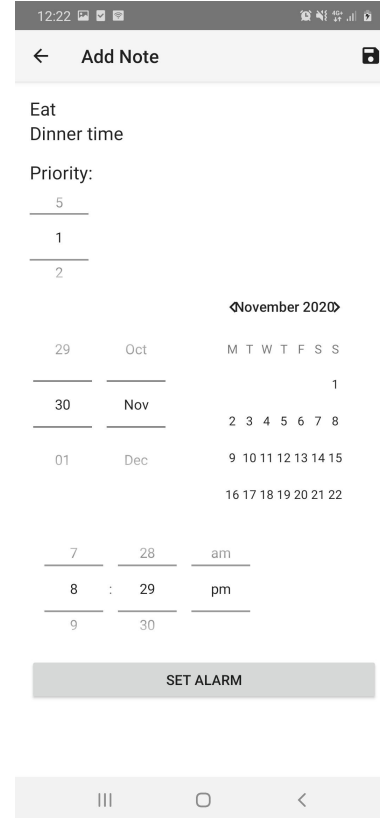 12:22
Add Note
Eat
Dinner time
Priority:
5
1
2
November 2020
29 Oct
M T W T F S S
1
30 Nov
2 3 4 5 6 7 8
01 Dec
9 10 11 12 13 14 15
16 17 18 19 20 21 22
7 28 am
8 : 29 pm
9 30
SET ALARM